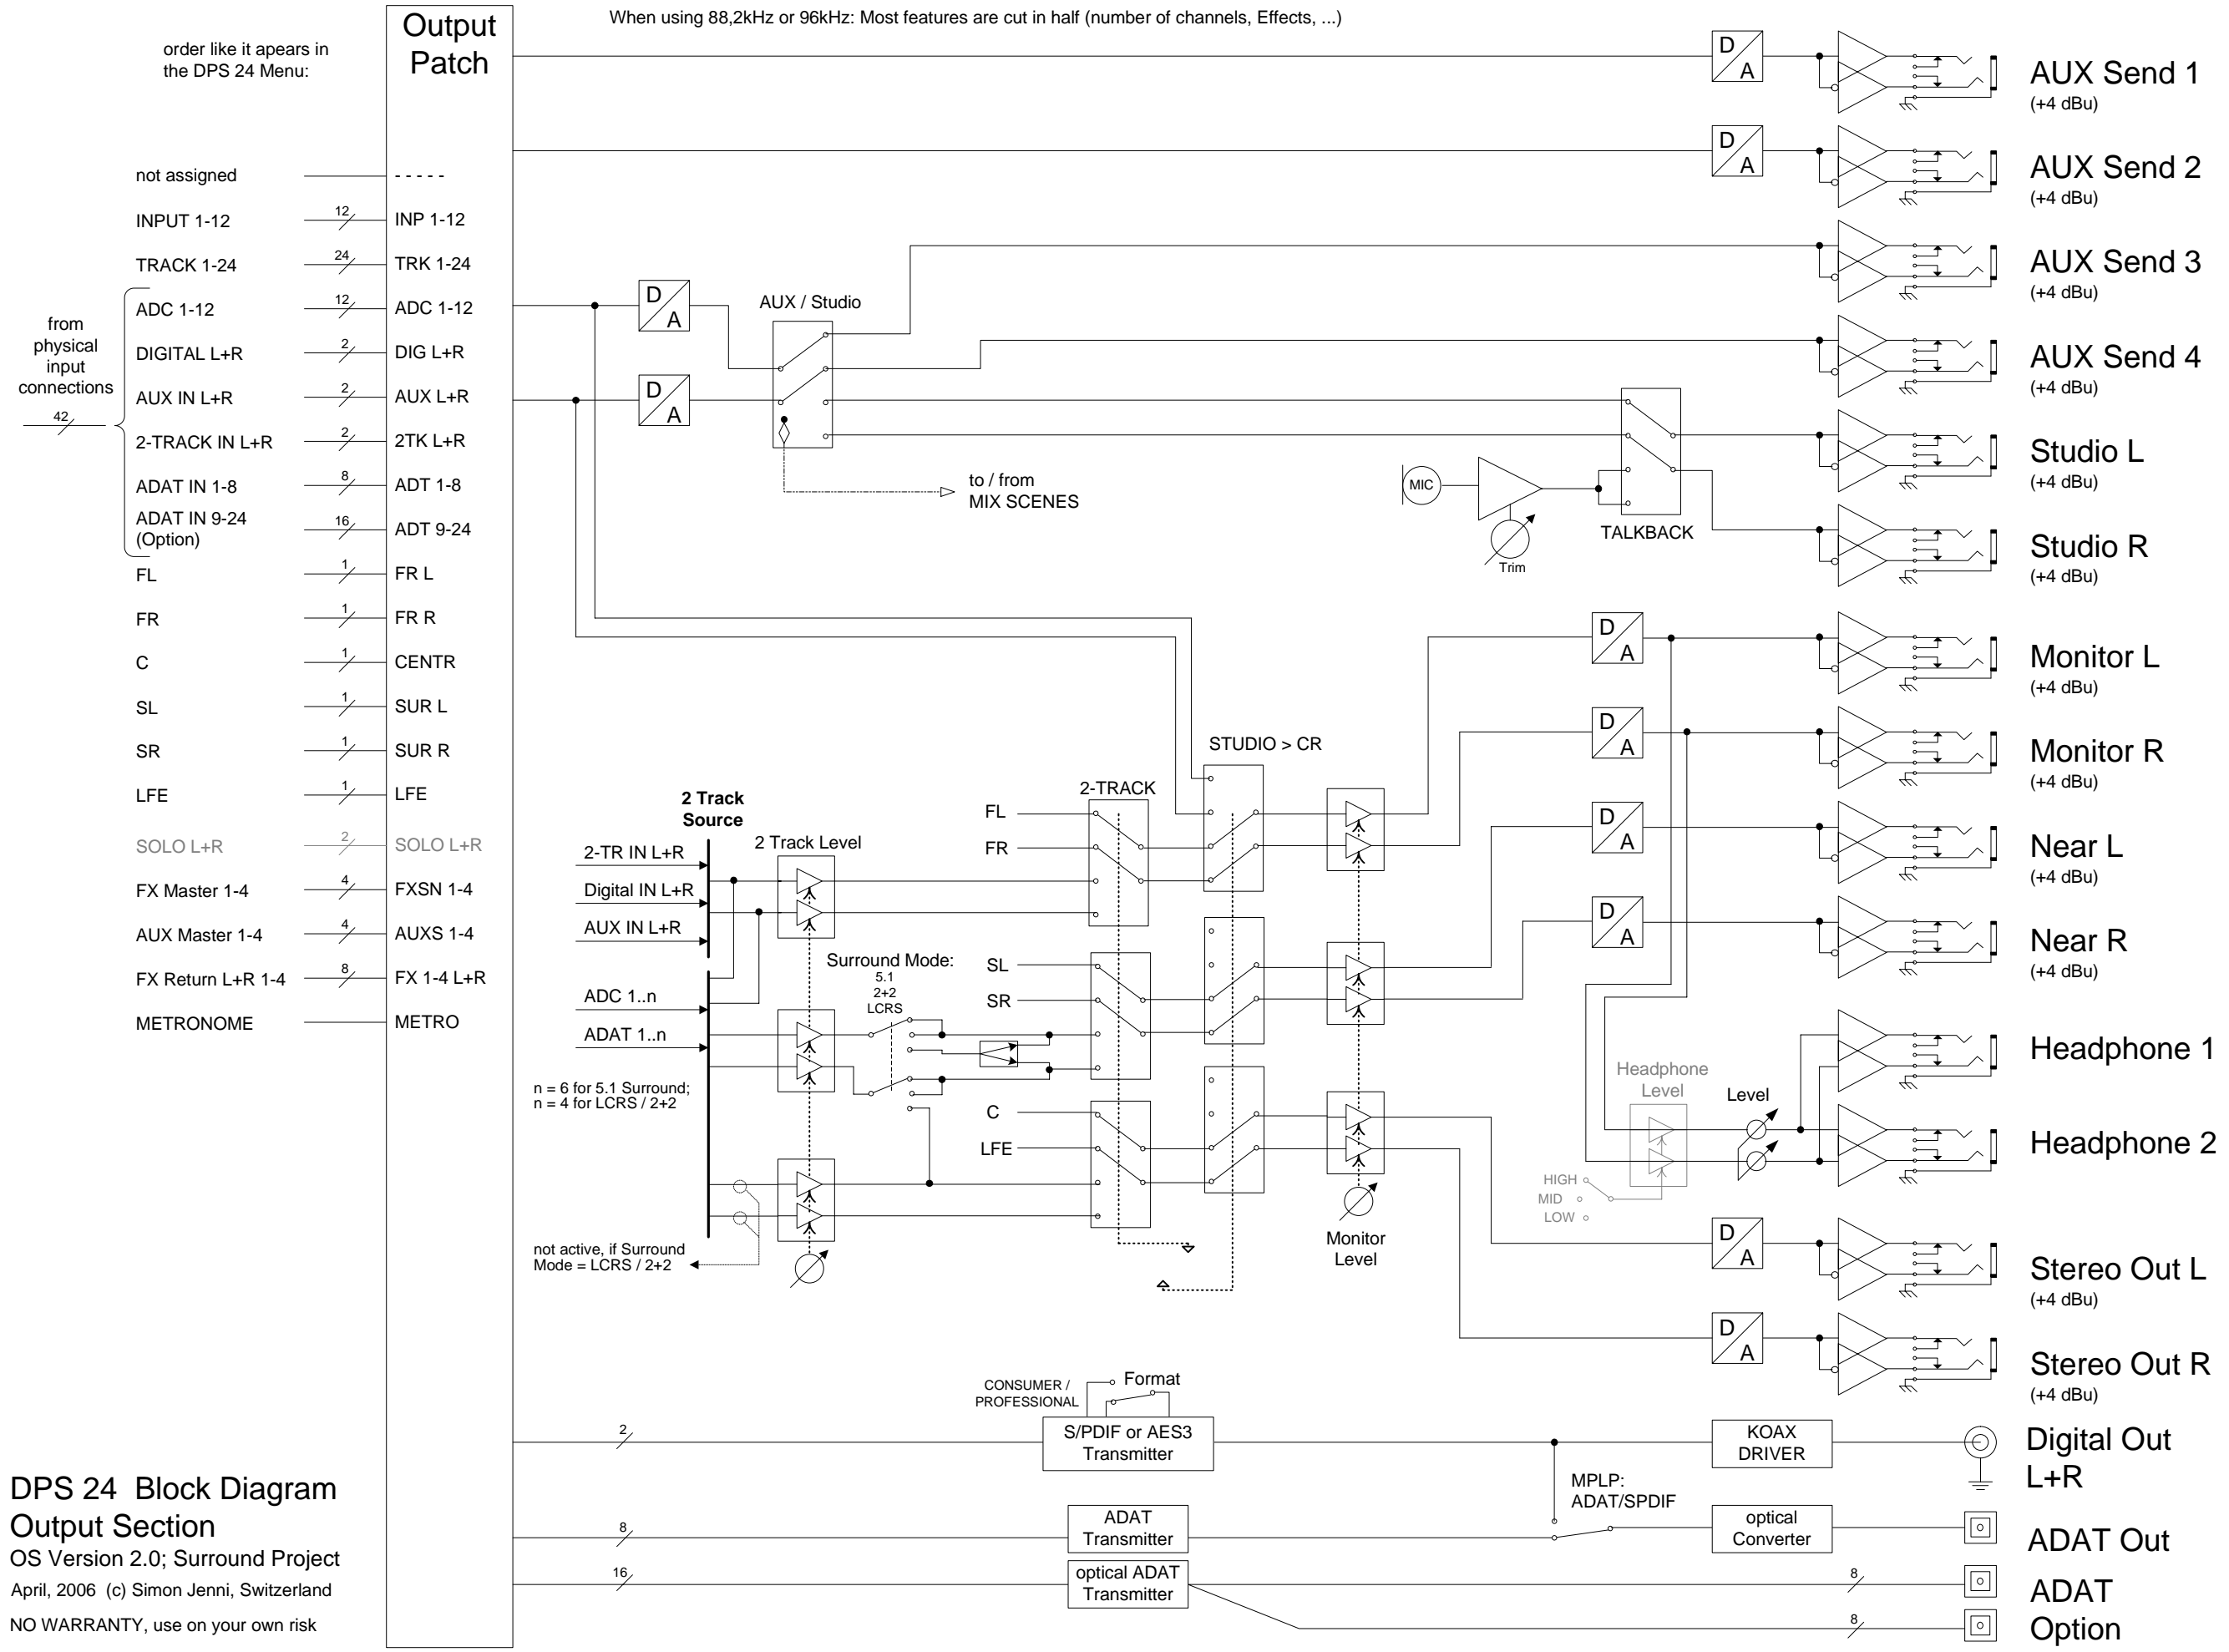 Output
Patch
When using 88,2kHz or 96kHz: Most features are cut in half (number of channels, Effects, ...)
order like it apears in
the DPS 24 Menu:
not assigned
- - - - -
INPUT 1-12
12
INP 1-12
TRACK 1-24
24
TRK 1-24
ADC 1-12
12
ADC 1-12
DIGITAL L+R
2
DIG L+R
AUX IN L+R
2
AUX L+R
2-TRACK IN L+R
2
2TK L+R
ADAT IN 1-8
8
ADT 1-8
ADAT IN 9-24
(Option)
16
ADT 9-24
from
physical
input
connections
42
FL
1
FR L
FR
1
FR R
C
1
CENTR
SL
1
SUR L
SR
1
SUR R
LFE
1
LFE
SOLO L+R
2
SOLO L+R
FX Master 1-4
4
FXSN 1-4
AUX Master 1-4
4
AUXS 1-4
FX Return L+R 1-4
8
FX 1-4 L+R
METRONOME
METRO
D
A
D
A
D
A
D
A
AUX / Studio
to / from
MIX SCENES
MIC
Trim
TALKBACK
2 Track
Source
2-TR IN L+R
Digital IN L+R
AUX IN L+R
ADC 1..n
ADAT 1..n
n = 6 for 5.1 Surround;
n = 4 for LCRS / 2+2
not active, if Surround
Mode = LCRS / 2+2
2 Track Level
Surround Mode:
5.1
2+2
LCRS
2-TRACK
FL
FR
SL
SR
C
LFE
STUDIO > CR
Monitor
Level
D
A
D
A
D
A
D
A
Headphone
Level
HIGH
MID
LOW
Level
D
A
D
A
CONSUMER /
PROFESSIONAL
Format
2
S/PDIF or AES3
Transmitter
KOAX
DRIVER
MPLP:
ADAT/SPDIF
8
ADAT
Transmitter
optical
Converter
16
optical ADAT
Transmitter
8
8
AUX Send 1
(+4 dBu)
AUX Send 2
(+4 dBu)
AUX Send 3
(+4 dBu)
AUX Send 4
(+4 dBu)
Studio L
(+4 dBu)
Studio R
(+4 dBu)
Monitor L
(+4 dBu)
Monitor R
(+4 dBu)
Near L
(+4 dBu)
Near R
(+4 dBu)
Headphone 1
Headphone 2
Stereo Out L
(+4 dBu)
Stereo Out R
(+4 dBu)
Digital Out
L+R
ADAT Out
ADAT
Option
DPS 24 Block Diagram
Output Section
OS Version 2.0; Surround Project
April, 2006 (c) Simon Jenni, Switzerland
NO WARRANTY, use on your own risk